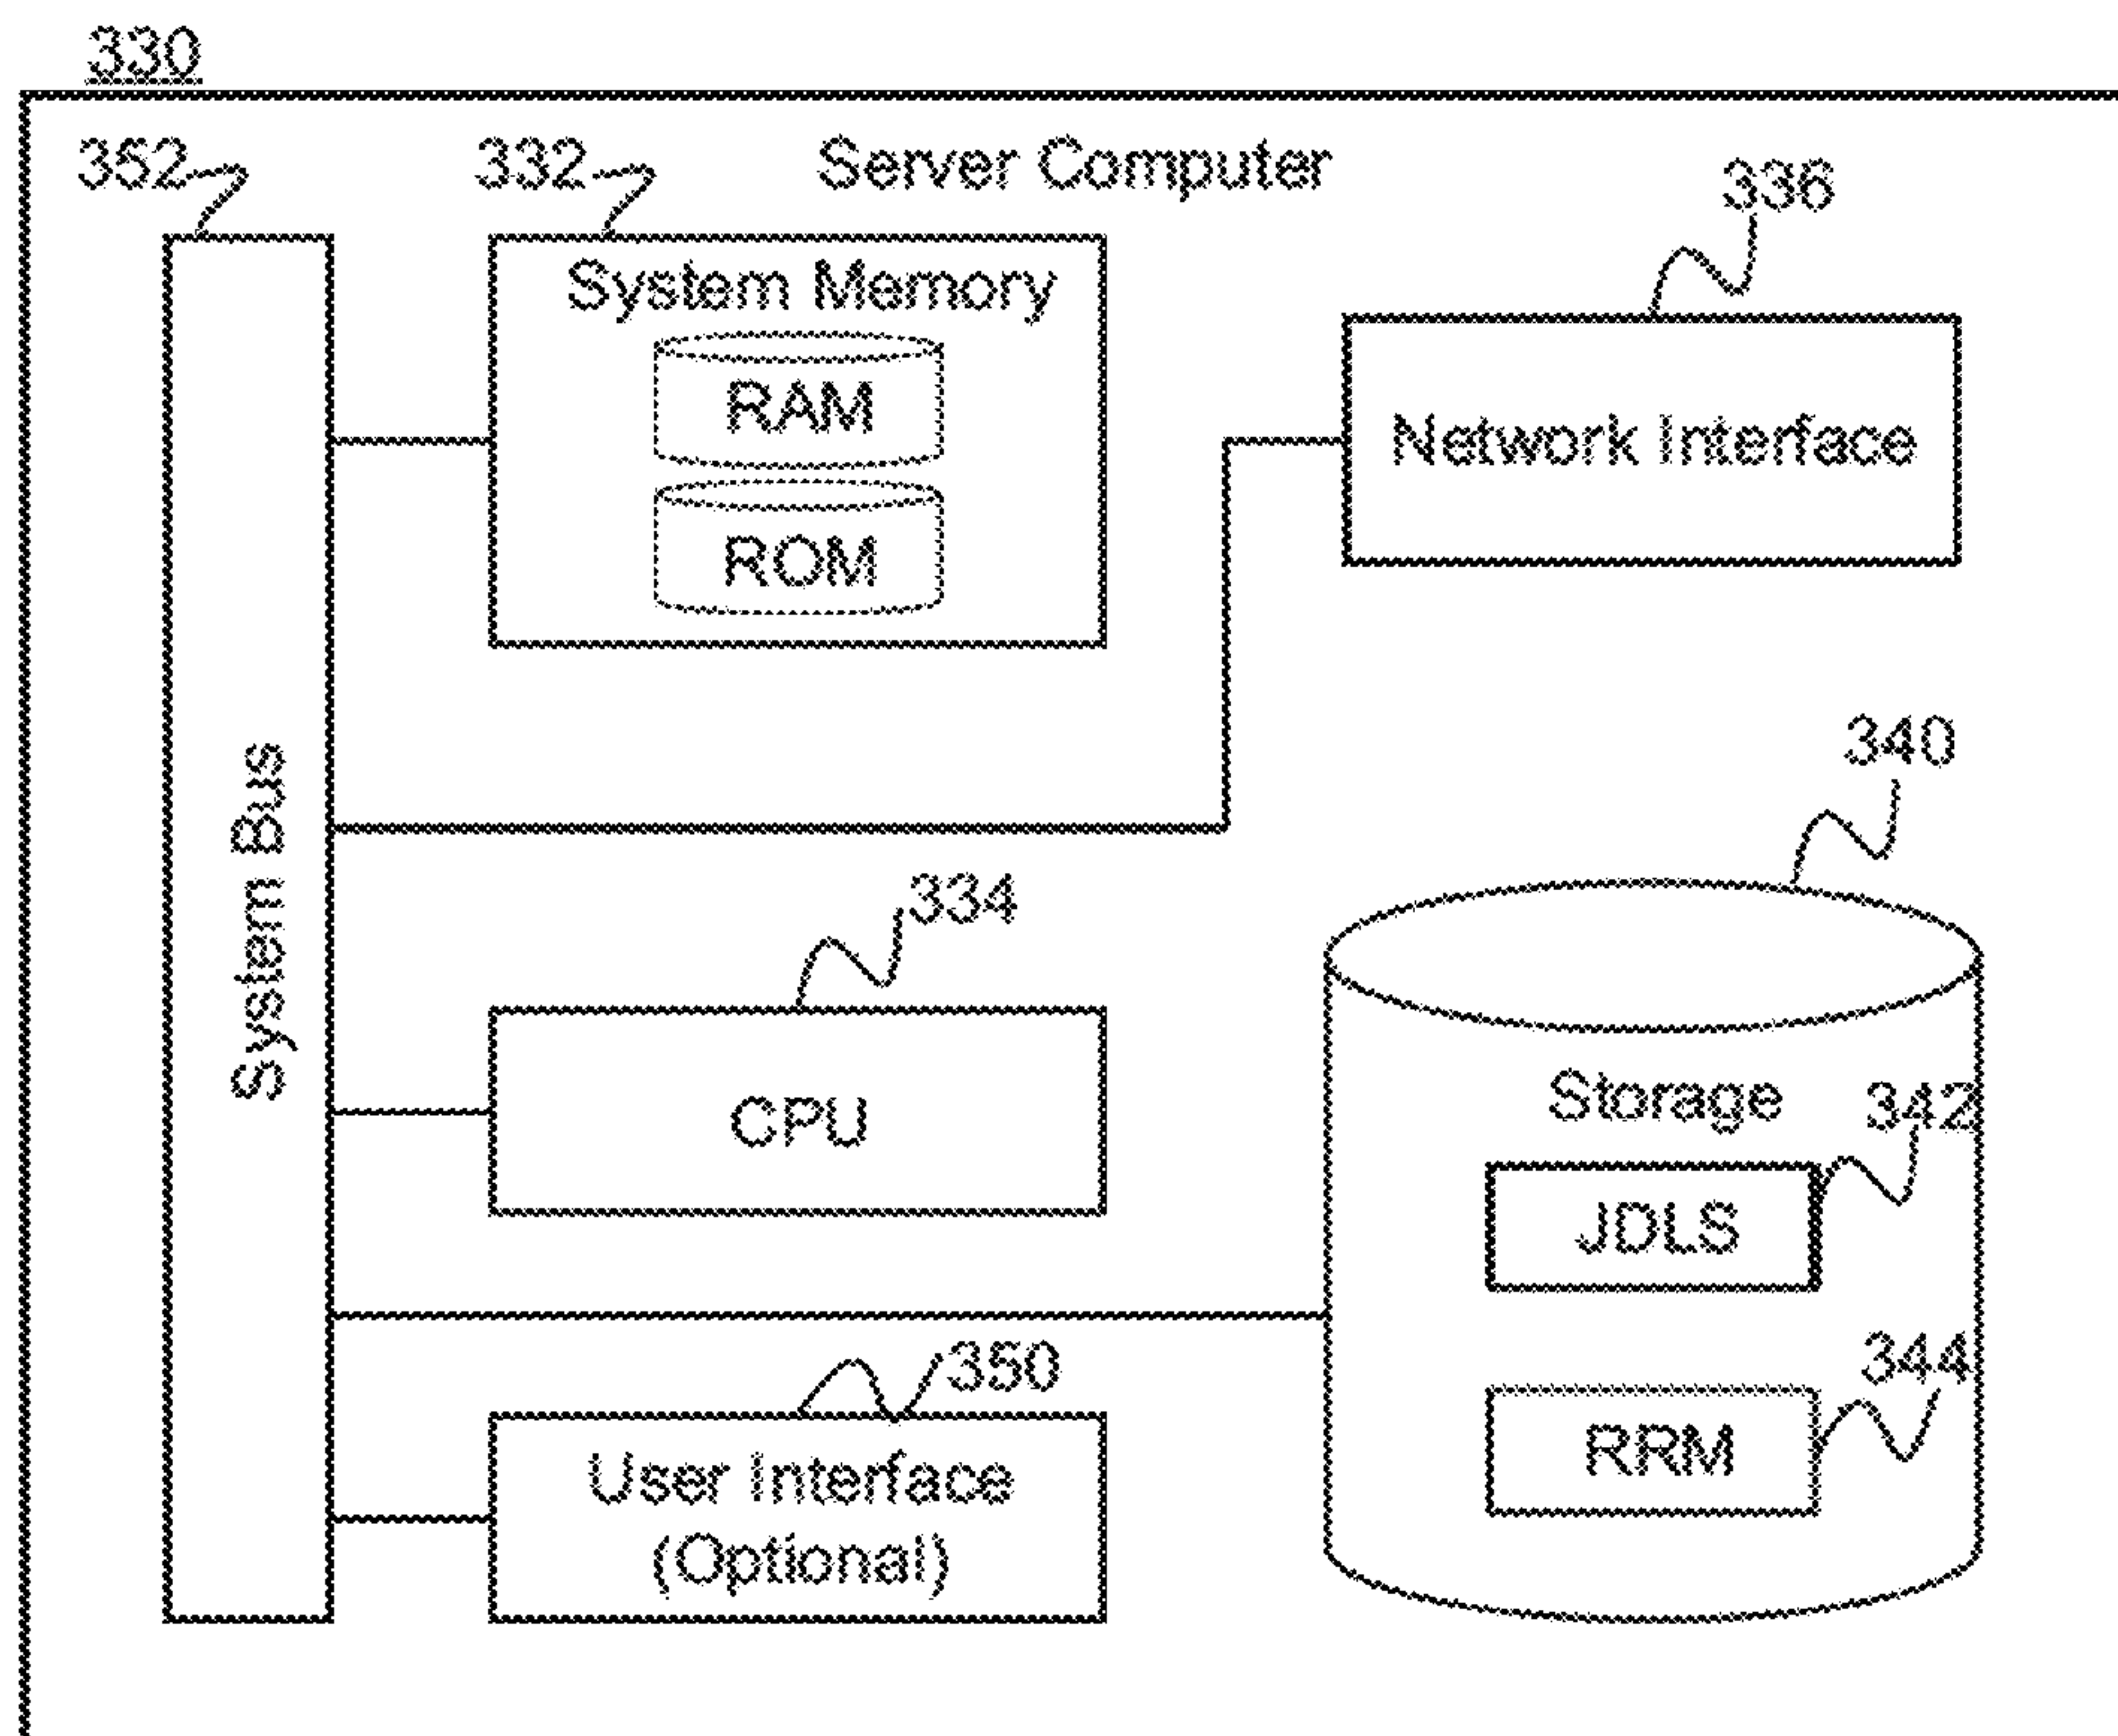 330
352
332
Server Computer
336
System Memory
RAM
ROM
Network Interface
System Bus
340
334
CPU
Storage
342
JDLS
350
344
User Interface
(Optional)
RRM